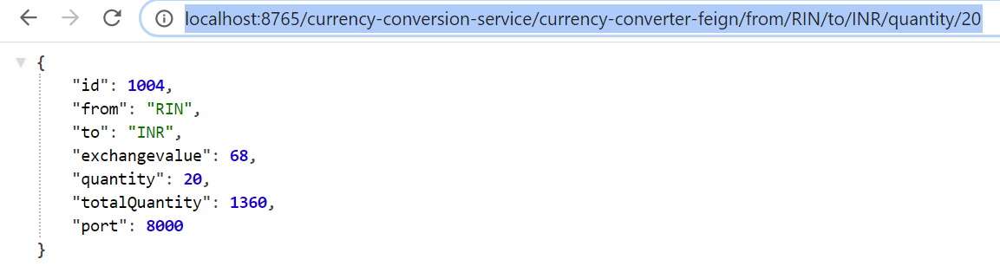 localhost:8765/currency-conversion-service/currency-converter-feign/from/RIN/to/INR/quantity/20
{
"id": 1004,
"from": "RIN",
"to": "INR",
"exchangevalue": 68,
"quantity": 20,
"totalQuantity": 1360,
"port": 8000
}